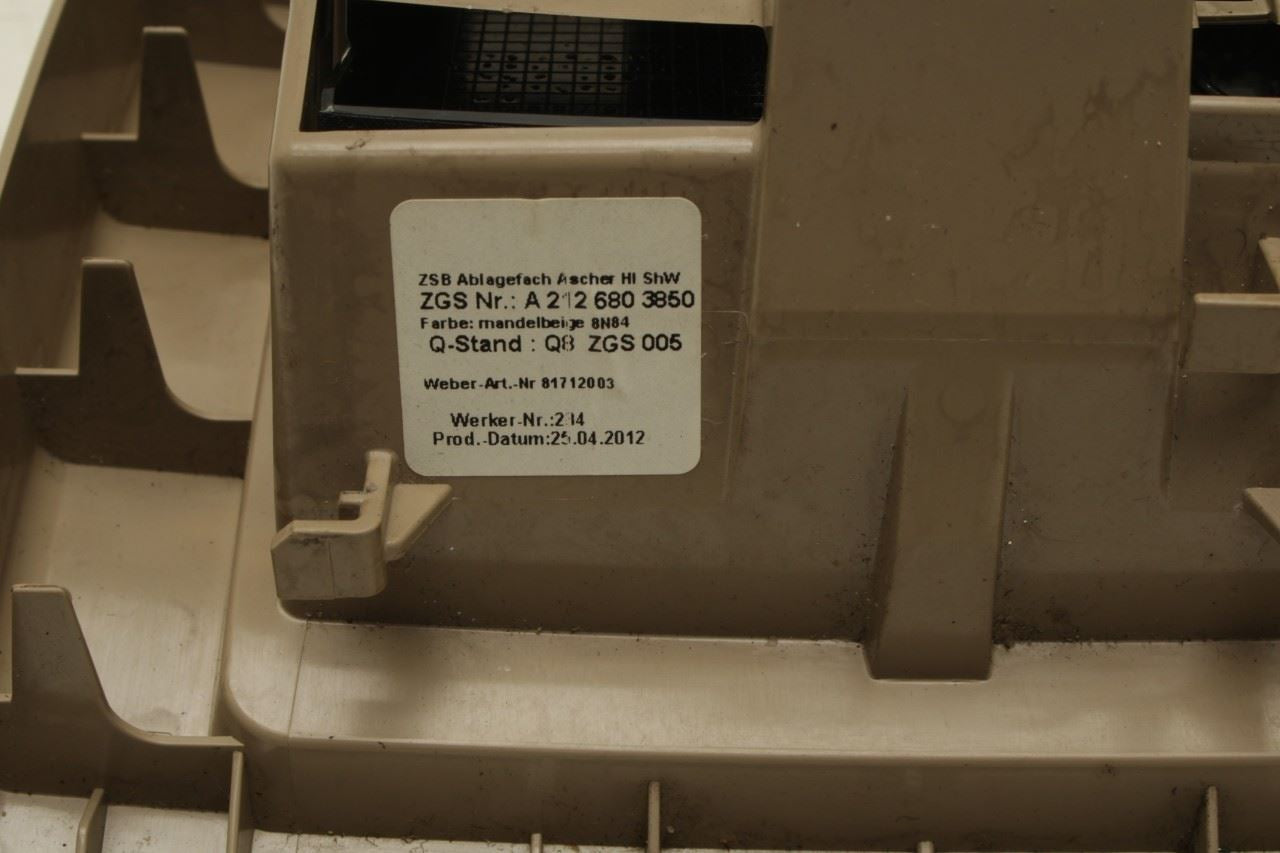 ZSB Ablagefach Ascher HI ShW
ZGS Nr.: A 212 680 3850
Farbe: mandelbeige 8N84
Q-Stand : Q8 ZGS 005
Weber-Art.-Nr 81712003
Werker-Nr.:
Prod.-Datum:25.04.2012